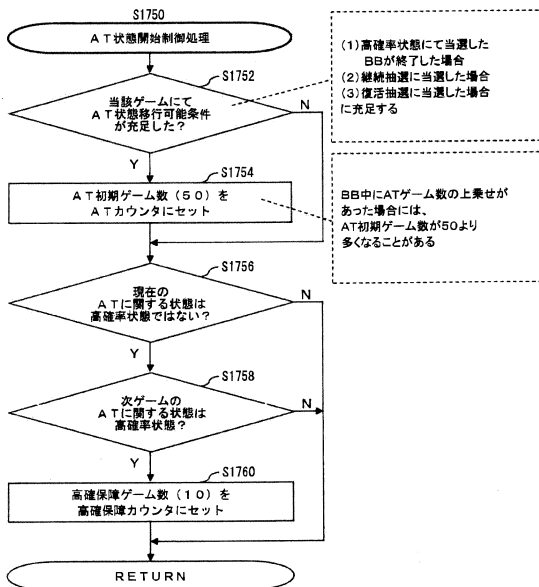 S1750
ＡＴ状態開始制御処理
(1)高確率状態にて当選した
BBが終了した場合
(2)継続抽選に当選した場合
(3)復活抽選に当選した場合
に充足する
S1752
当該ゲームにて
ＡＴ状態移行可能条件
が充足した？
N
Y
S1754
ＡＴ初期ゲーム数（５０）を
ＡＴカウンタにセット
BB中にATゲーム数の上乗せが
あった場合には、
AT初期ゲーム数が50より
多くなることがある
S1756
現在の
ＡＴに関する状態は
高確率状態ではない？
N
Y
S1758
次ゲームの
ＡＴに関する状態は
高確率状態？
N
Y
S1760
高確保障ゲーム数（１０）を
高確保障カウンタにセット
ＲＥＴＵＲＮ